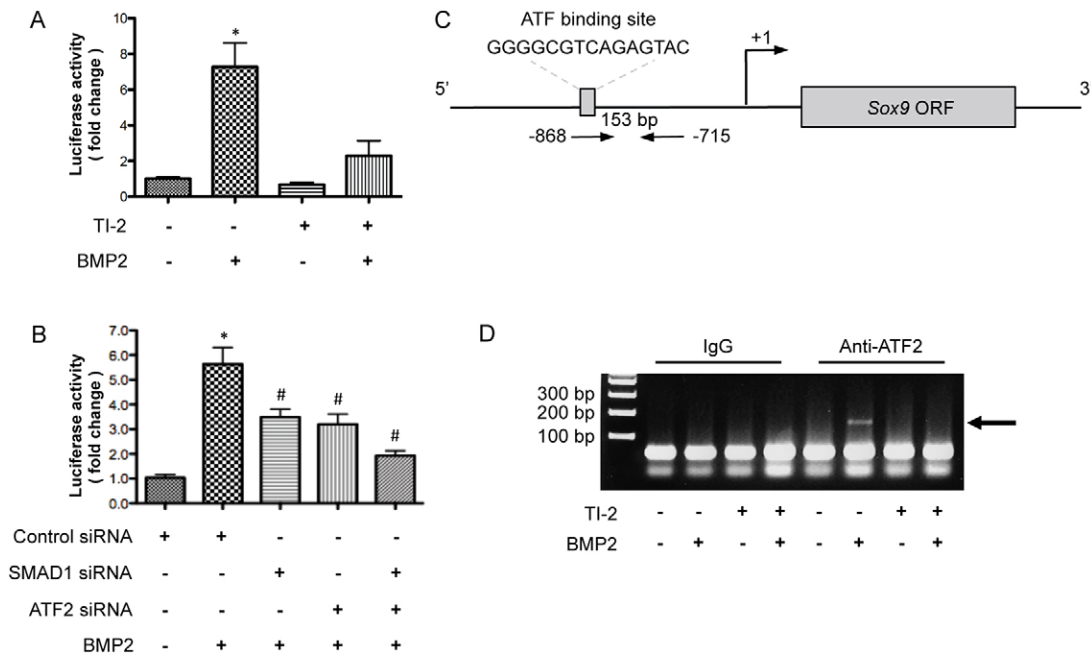 A
Luciferase activity
( fold change )
10
8
6
4
2
0
*
TI-2 - - + +
BMP2 - + - +
B
Luciferase activity
( fold change )
7.0
6.0
5.0
4.0
3.0
2.0
1.0
0.0
*
#
#
#
Control siRNA + + - - -
SMAD1 siRNA - - + - +
ATF2 siRNA - - - + +
BMP2 - + + + +
C
ATF binding site
GGGGCGTCAGAGTAC
+1
5'
3
Sox9 ORF
153 bp
-868
-715
D
IgG
Anti-ATF2
300 bp
200 bp
100 bp
TI-2 - - + + - - + +
BMP2 - + - + - + - +